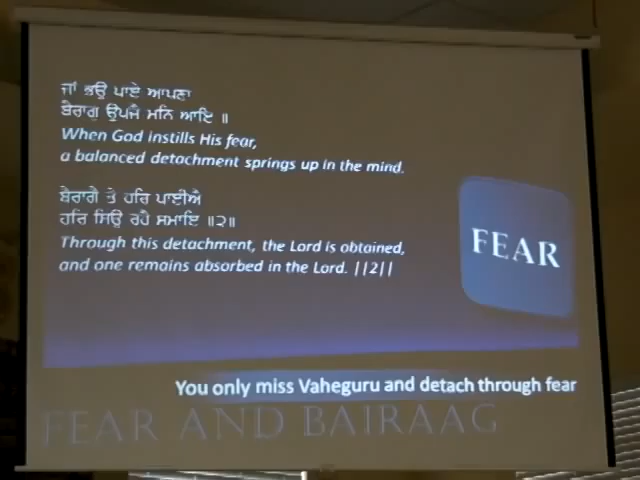 ਜਾਂ ਭਉ ਪਾਏ ਆਪਣਾ
ਬੈਰਾਗੁ ਉਪਜੈ ਮਨਿ ਆਇ ॥
When God instills His fear,
a balanced detachment springs up in the mind.
ਬੈਰਾਗੈ ਤੇ ਹਰਿ ਪਾਈਐ
ਹਰਿ ਸਿਉ ਰਹੈ ਸਮਾਇ ॥੨॥
Through this detachment, the Lord is obtained,
and one remains absorbed in the Lord. ||2||
FEAR
You only miss Vaheguru and detach through fear
FEAR AND BAIRAAG